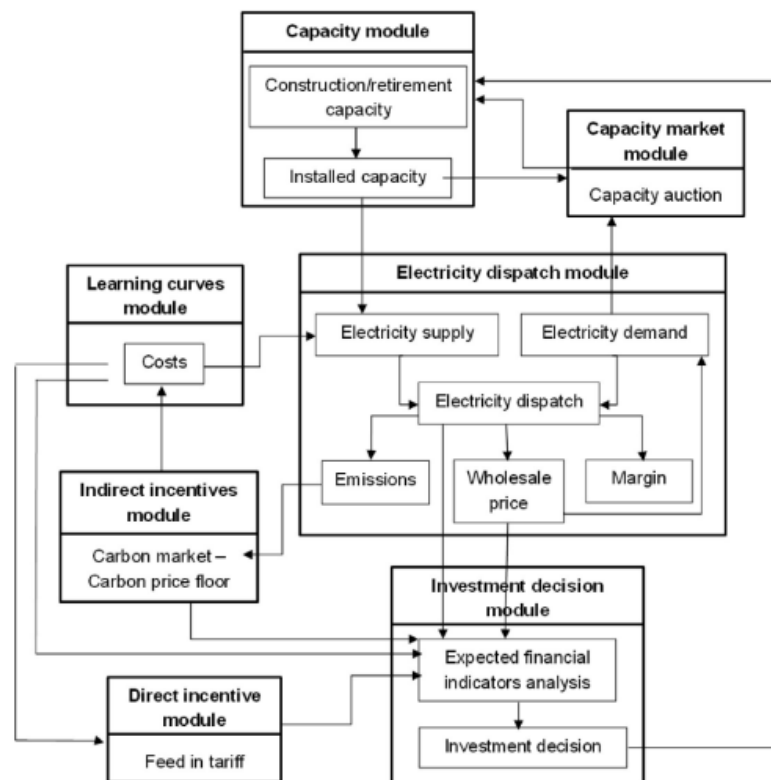 Capacity module
Construction/retirement
capacity
Installed capacity
Capacity market
module
Capacity auction
Learning curves
module
Costs
Electricity dispatch module
Electricity supply
Electricity demand
Electricity dispatch
Emissions
Wholesale
price
Margin
Indirect incentives
module
Carbon market –
Carbon price floor
Investment decision
module
Expected financial
indicators analysis
Investment decision
Direct incentive
module
Feed in tariff